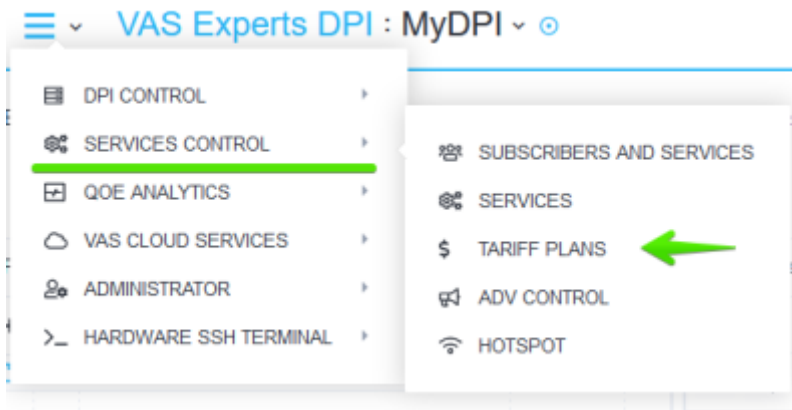 VAS Experts DPI : MyDPI
DPI CONTROL
SERVICES CONTROL
QOE ANALYTICS
VAS CLOUD SERVICES
ADMINISTRATOR
>_ HARDWARE SSH TERMINAL
SUBSCRIBERS AND SERVICES
SERVICES
$ TARIFF PLANS
ADV CONTROL
HOTSPOT